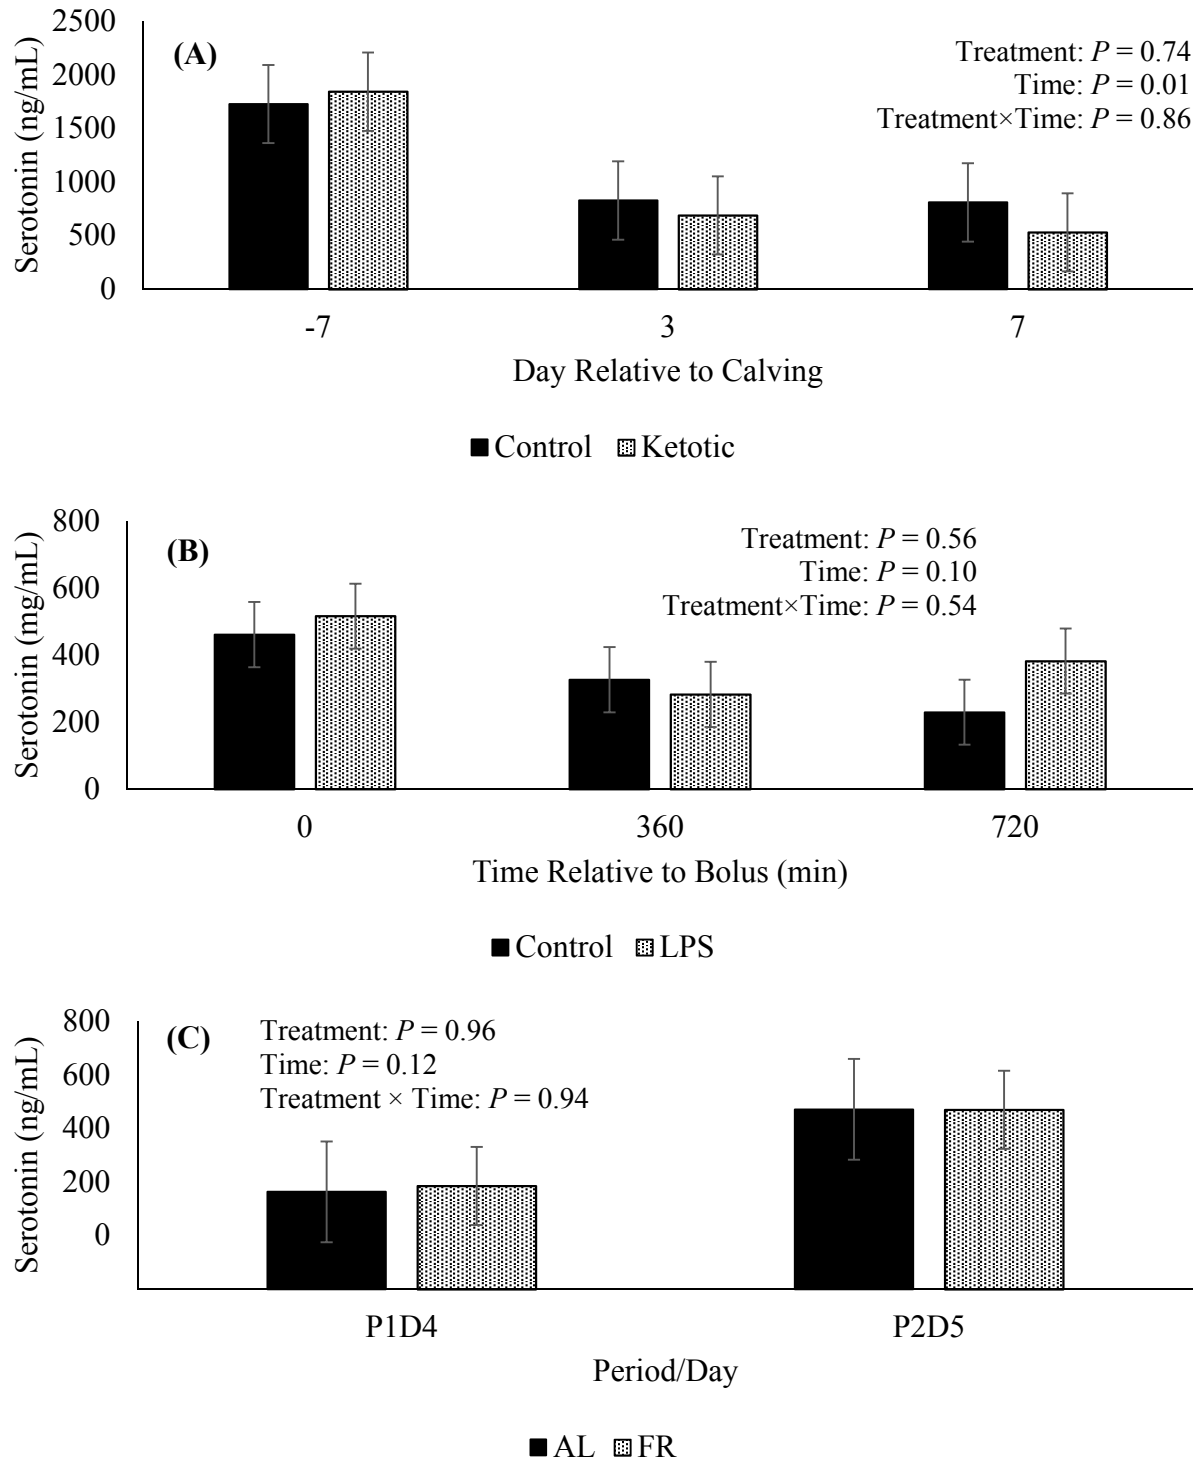 2500
2000
1500
1000
500
0
Serotonin (ng/mL)
(A)
Treatment: P = 0.74
Time: P = 0.01
Treatment×Time: P = 0.86
-7 3 7
Day Relative to Calving
Control Ketotic
800
600
400
200
0
Serotonin (mg/mL)
(B)
Treatment: P = 0.56
Time: P = 0.10
Treatment×Time: P = 0.54
0 360 720
Time Relative to Bolus (min)
Control LPS
800
600
400
200
0
Serotonin (ng/mL)
(C)
Treatment: P = 0.96
Time: P = 0.12
Treatment × Time: P = 0.94
P1D4 P2D5
Period/Day
AL FR